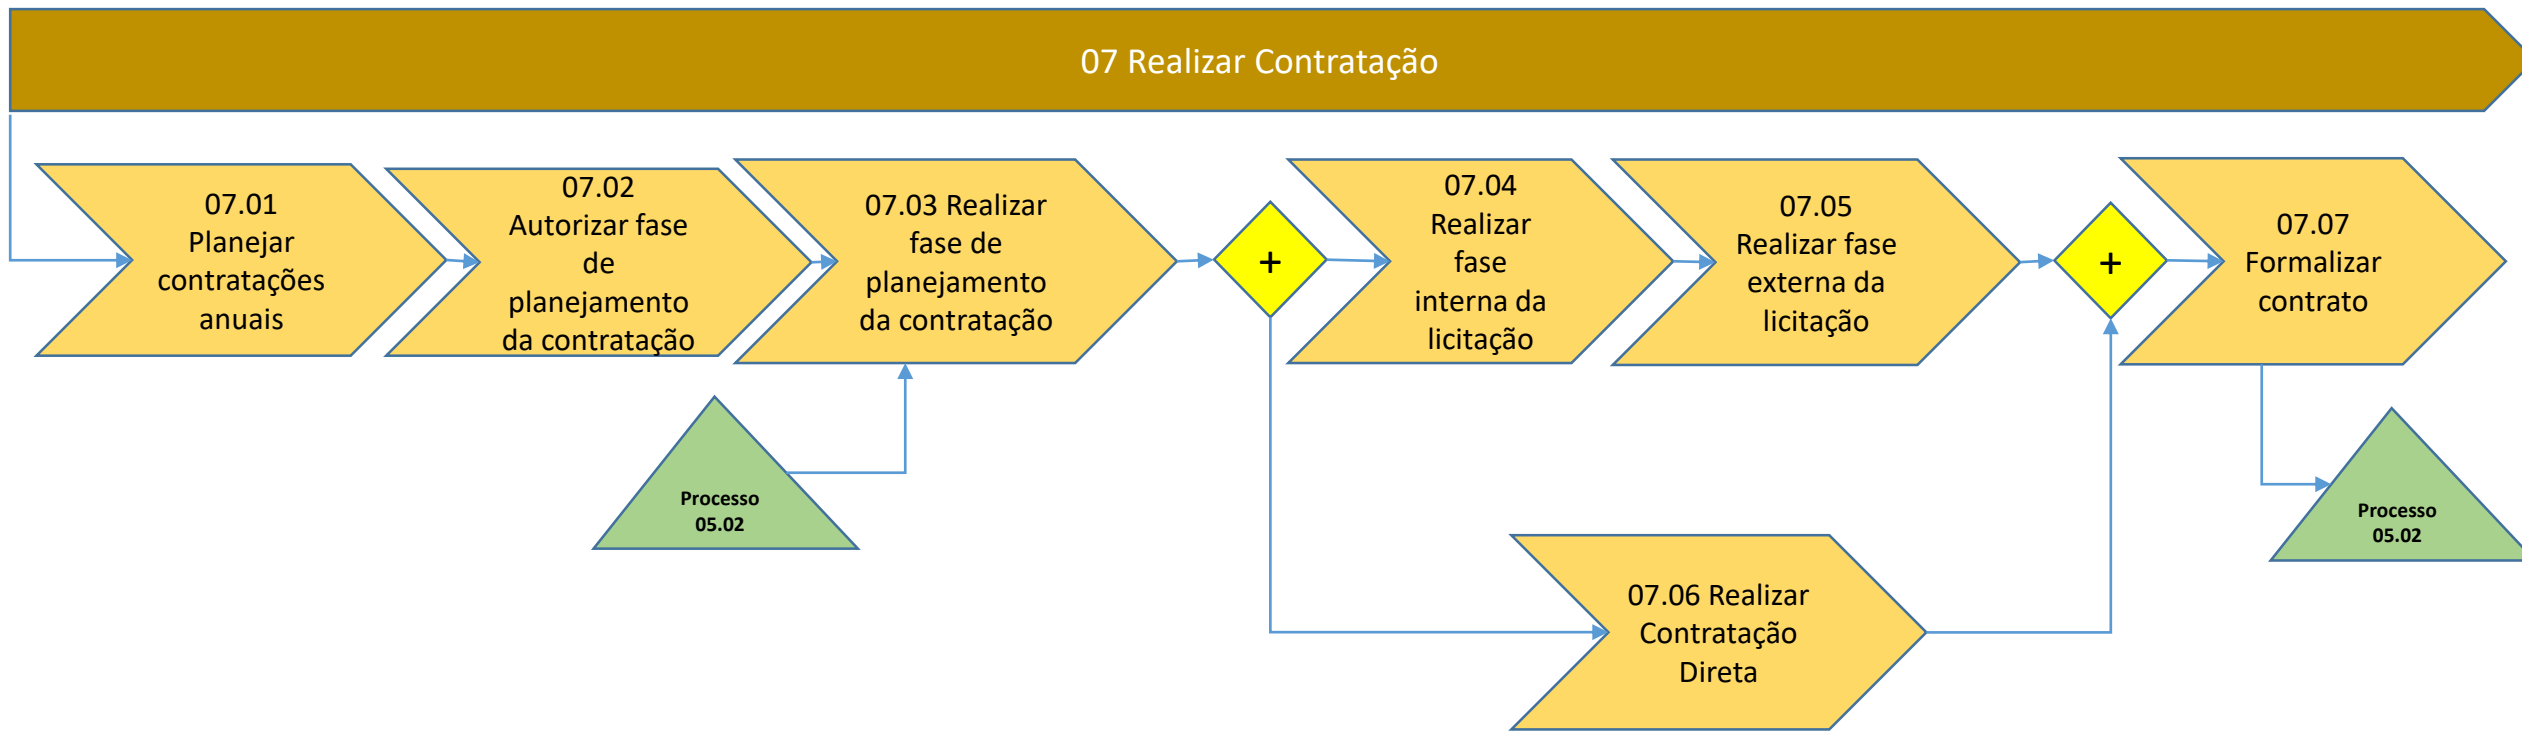 07 Realizar Contratação
07.01
Planejar
contratações
anuais
07.02
Autorizar fase
de
planejamento
da contratação
07.03 Realizar
fase de
planejamento
da contratação
+
07.04
Realizar
fase
interna da
licitação
07.05
Realizar fase
externa da
licitação
+
07.07
Formalizar
contrato
Processo
05.02
Processo
05.02
07.06 Realizar
Contratação
Direta